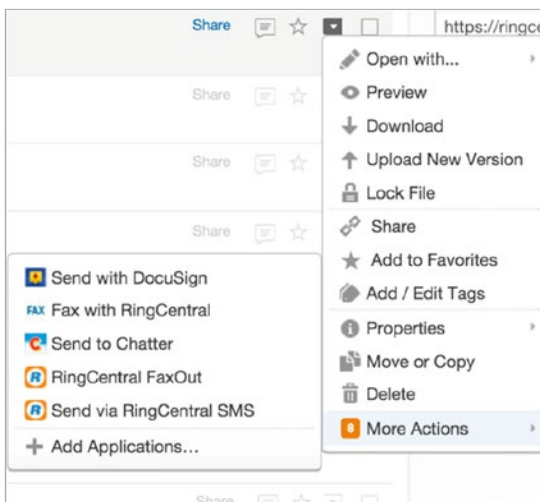 Share
https://ringce
Open with...
Preview
Share
Download
Share
Upload New Version
Lock File
Share
Share
Add to Favorites
Send with DocuSign
Add / Edit Tags
FAX Fax with RingCentral
Properties
C Send to Chatter
Move or Copy
R RingCentral FaxOut
Delete
R Send via RingCentral SMS
8 More Actions
Add Applications...
Share